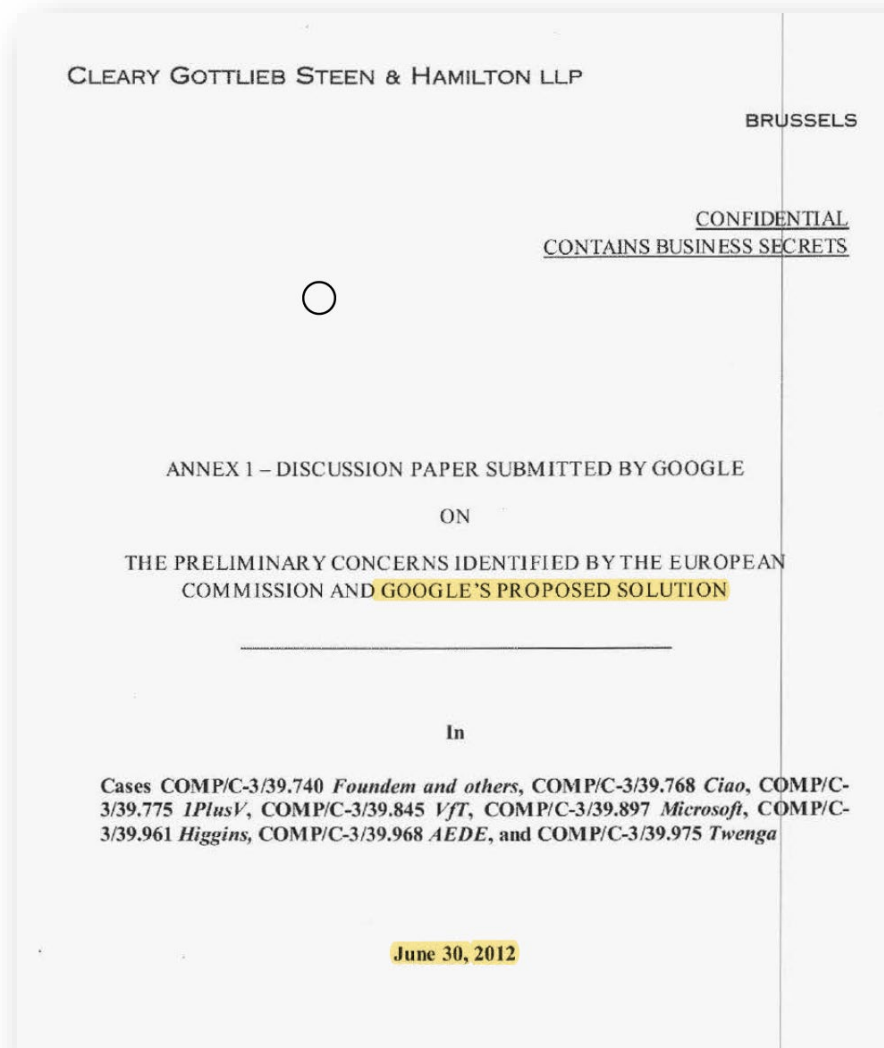 CLEARY GOTTLIEB STEEN & HAMILTON LLP
BRUSSELS
CONFIDENTIAL
CONTAINS BUSINESS SECRETS
ANNEX 1 – DISCUSSION PAPER SUBMITTED BY GOOGLE
ON
THE PRELIMINARY CONCERNS IDENTIFIED BY THE EUROPEAN
COMMISSION AND GOOGLE'S PROPOSED SOLUTION
In
Cases COMP/C-3/39.740 Foundem and others, COMP/C-3/39.768 Ciao, COMP/C-
3/39.775 1PlusV, COMP/C-3/39.845 VfT, COMP/C-3/39.897 Microsoft, COMP/C-
3/39.961 Higgins, COMP/C-3/39.968 AEDE, and COMP/C-3/39.975 Twenga
June 30, 2012